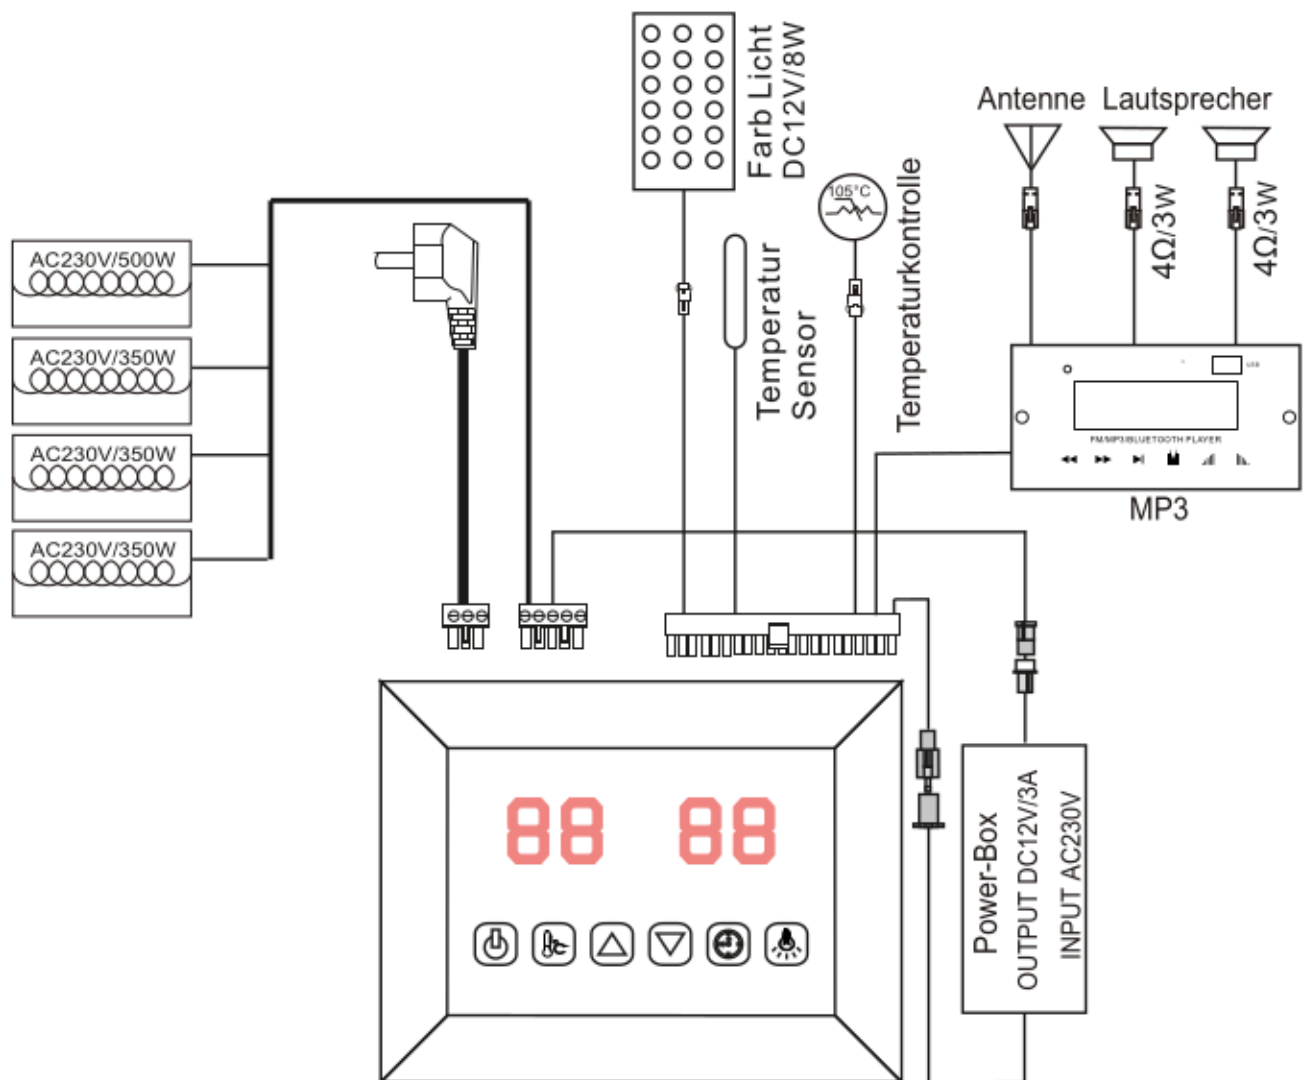 Farb Licht
DC12V/8W
Antenne Lautsprecher
4Ω/3W
4Ω/3W
105°C
Temperaturkontrolle
Temperatur
Sensor
AC230V/500W
AC230V/350W
AC230V/350W
AC230V/350W
USB
FM/MP3/BLUETOOTH PLAYER
MP3
88 88
°C
Power-Box
OUTPUT DC12V/3A
INPUT AC230V